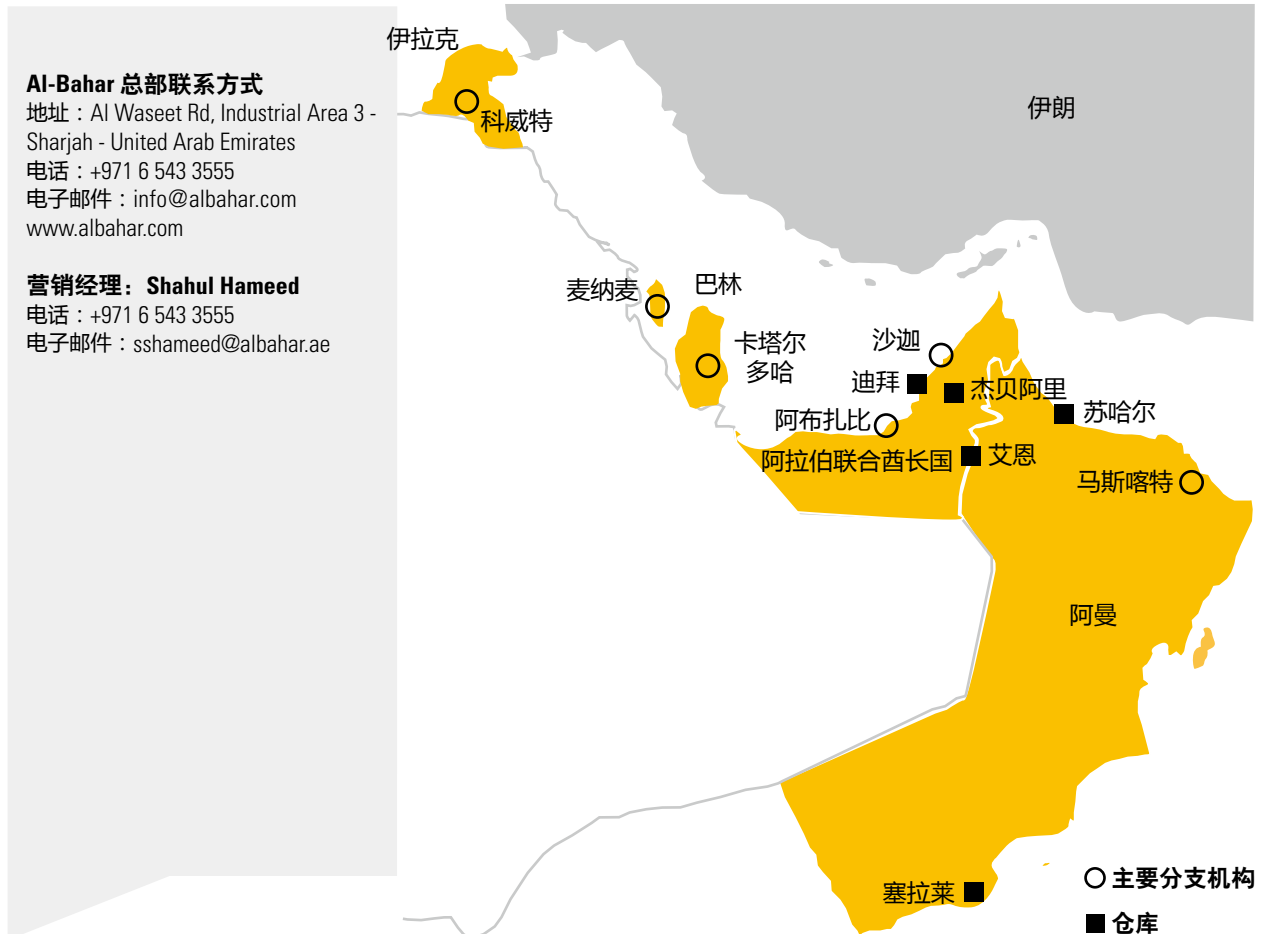 Al-Bahar 总部联系方式
地址：Al Waseet Rd, Industrial Area 3 -
Sharjah - United Arab Emirates
电话：+971 6 543 3555
电子邮件：info@albahar.com
www.albahar.com
营销经理：Shahul Hameed
电话：+971 6 543 3555
电子邮件：sshameed@albahar.ae
伊拉克
科威特
伊朗
麦纳麦
巴林
卡塔尔
多哈
沙迦
迪拜
杰贝阿里
苏哈尔
阿布扎比
阿拉伯联合酋长国
艾恩
马斯喀特
阿曼
塞拉莱
主要分支机构
仓库